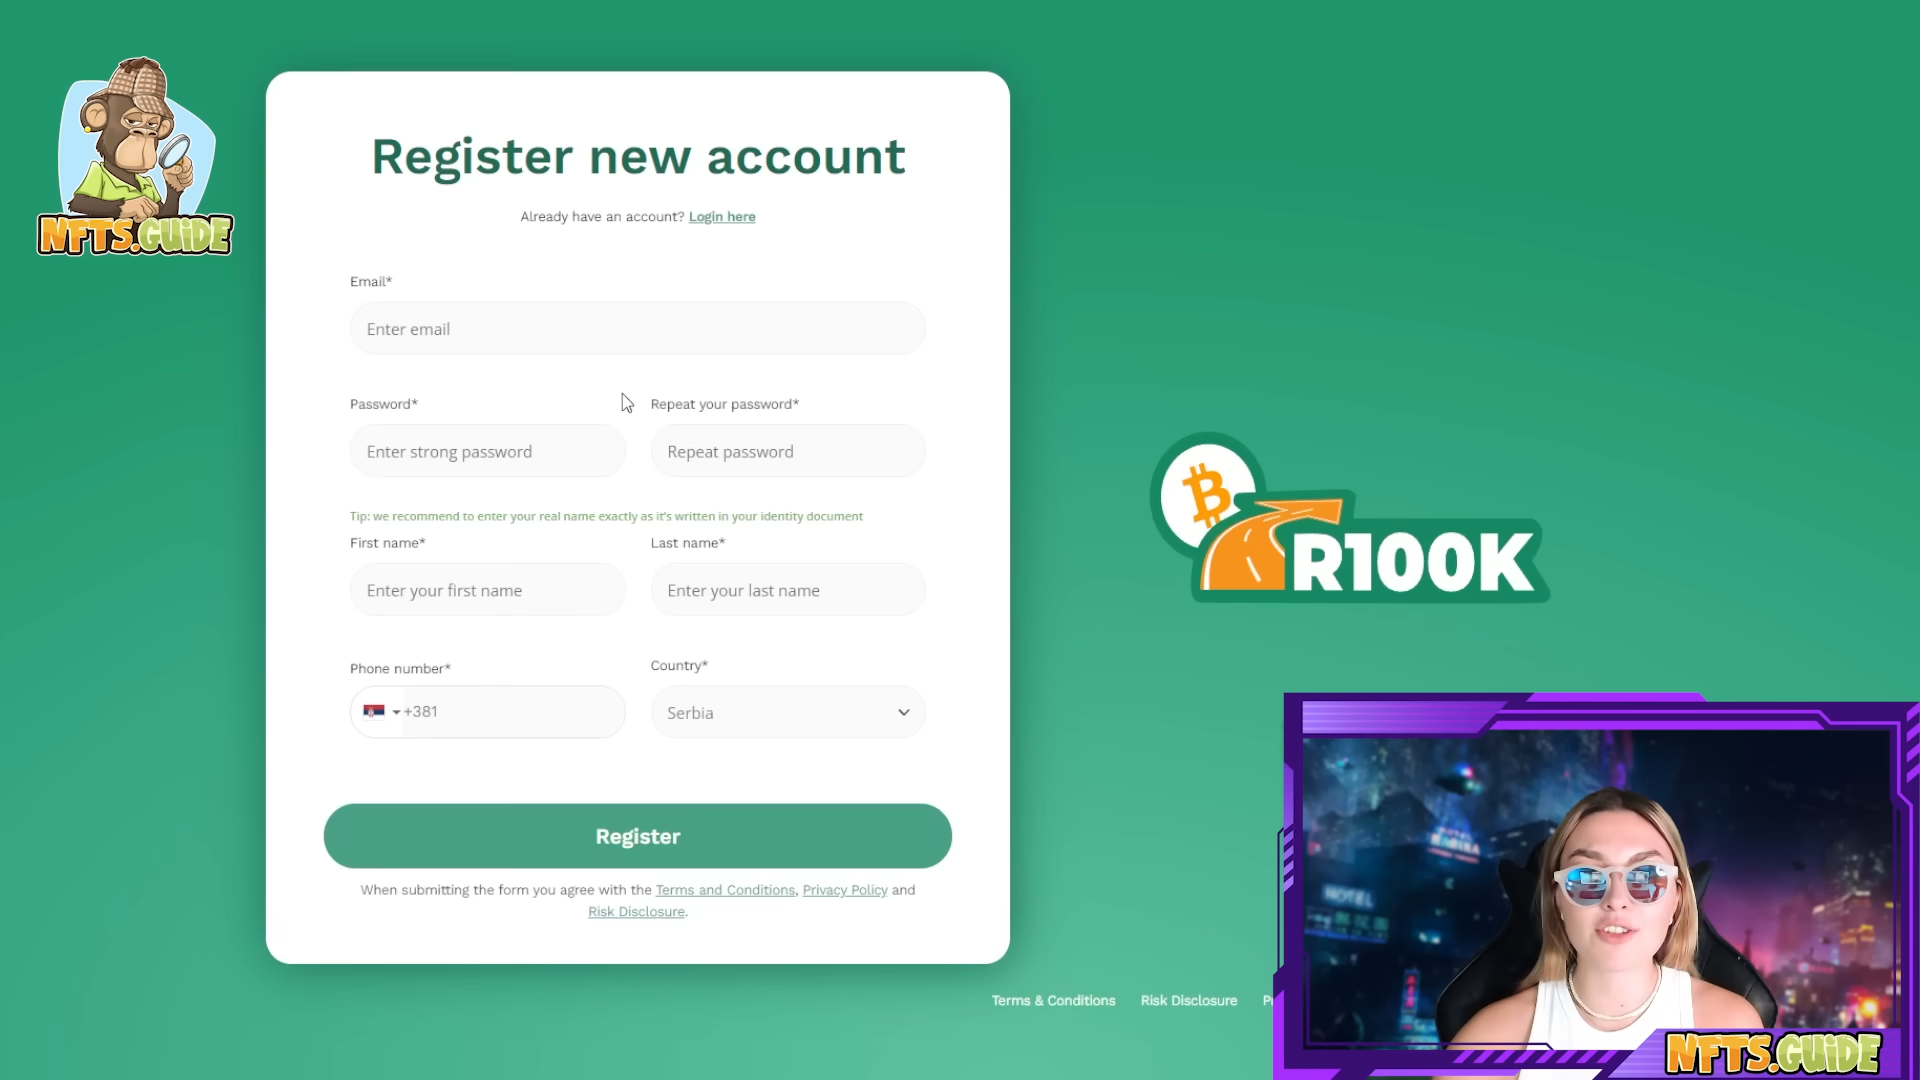 NFTS.GUiDE
Register new account
Already have an account? Login here
Email*
Enter email
Password*
Repeat your password*
Enter strong password
Repeat password
Tip: we recommend to enter your real name exactly as it's written in your identity document
First name*
Last name*
Enter your first name
Enter your last name
Phone number*
Country*
+381
Serbia
Register
When submitting the form you agree with the Terms and Conditions, Privacy Policy and
Risk Disclosure.
R100K
Terms & Conditions
Risk Disclosure
HOTEL
NFTS.GUiDE